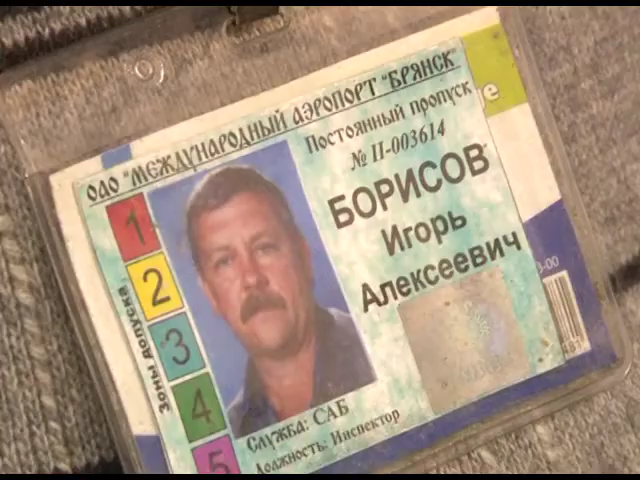 ОАО "МЕЖДУНАРОДНЫЙ АЭРОПОРТ "БРЯНСК"
Постоянный пропуск
№ II-003614
БОРИСОВ
Игорь
Алексеевич
Зоны допуска:
1
2
3
4
5
Служба: САБ
Должность: Инспектор